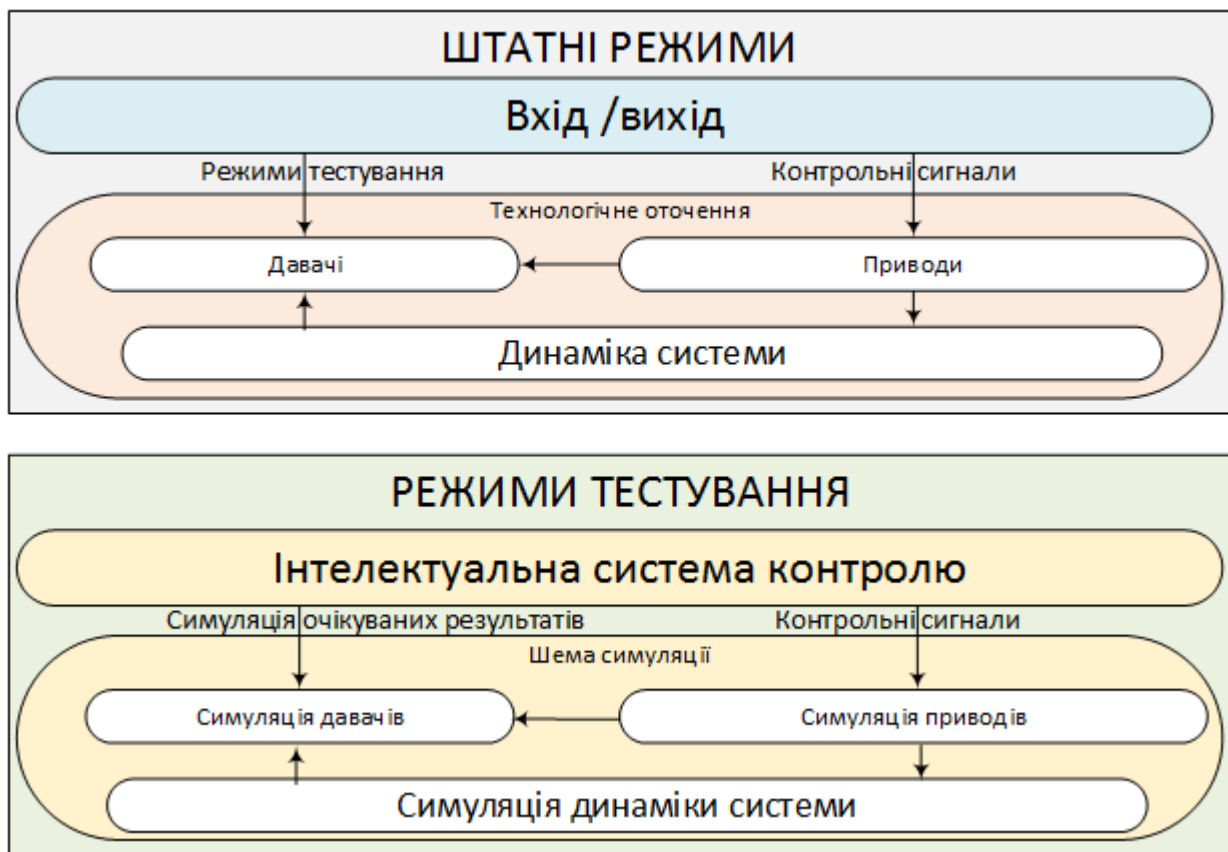 ШТАТНІ РЕЖИМИ
Вхід /вихід
Режими тестування
Контрольні сигнали
Технологічне оточення
Давачі
Приводи
Динаміка системи
РЕЖИМИ ТЕСТУВАННЯ
Інтелектуальна система контролю
Симуляція очікуваних результатів
Контрольні сигнали
Шема симуляції
Симуляція давачів
Симуляція приводів
Симуляція динаміки системи